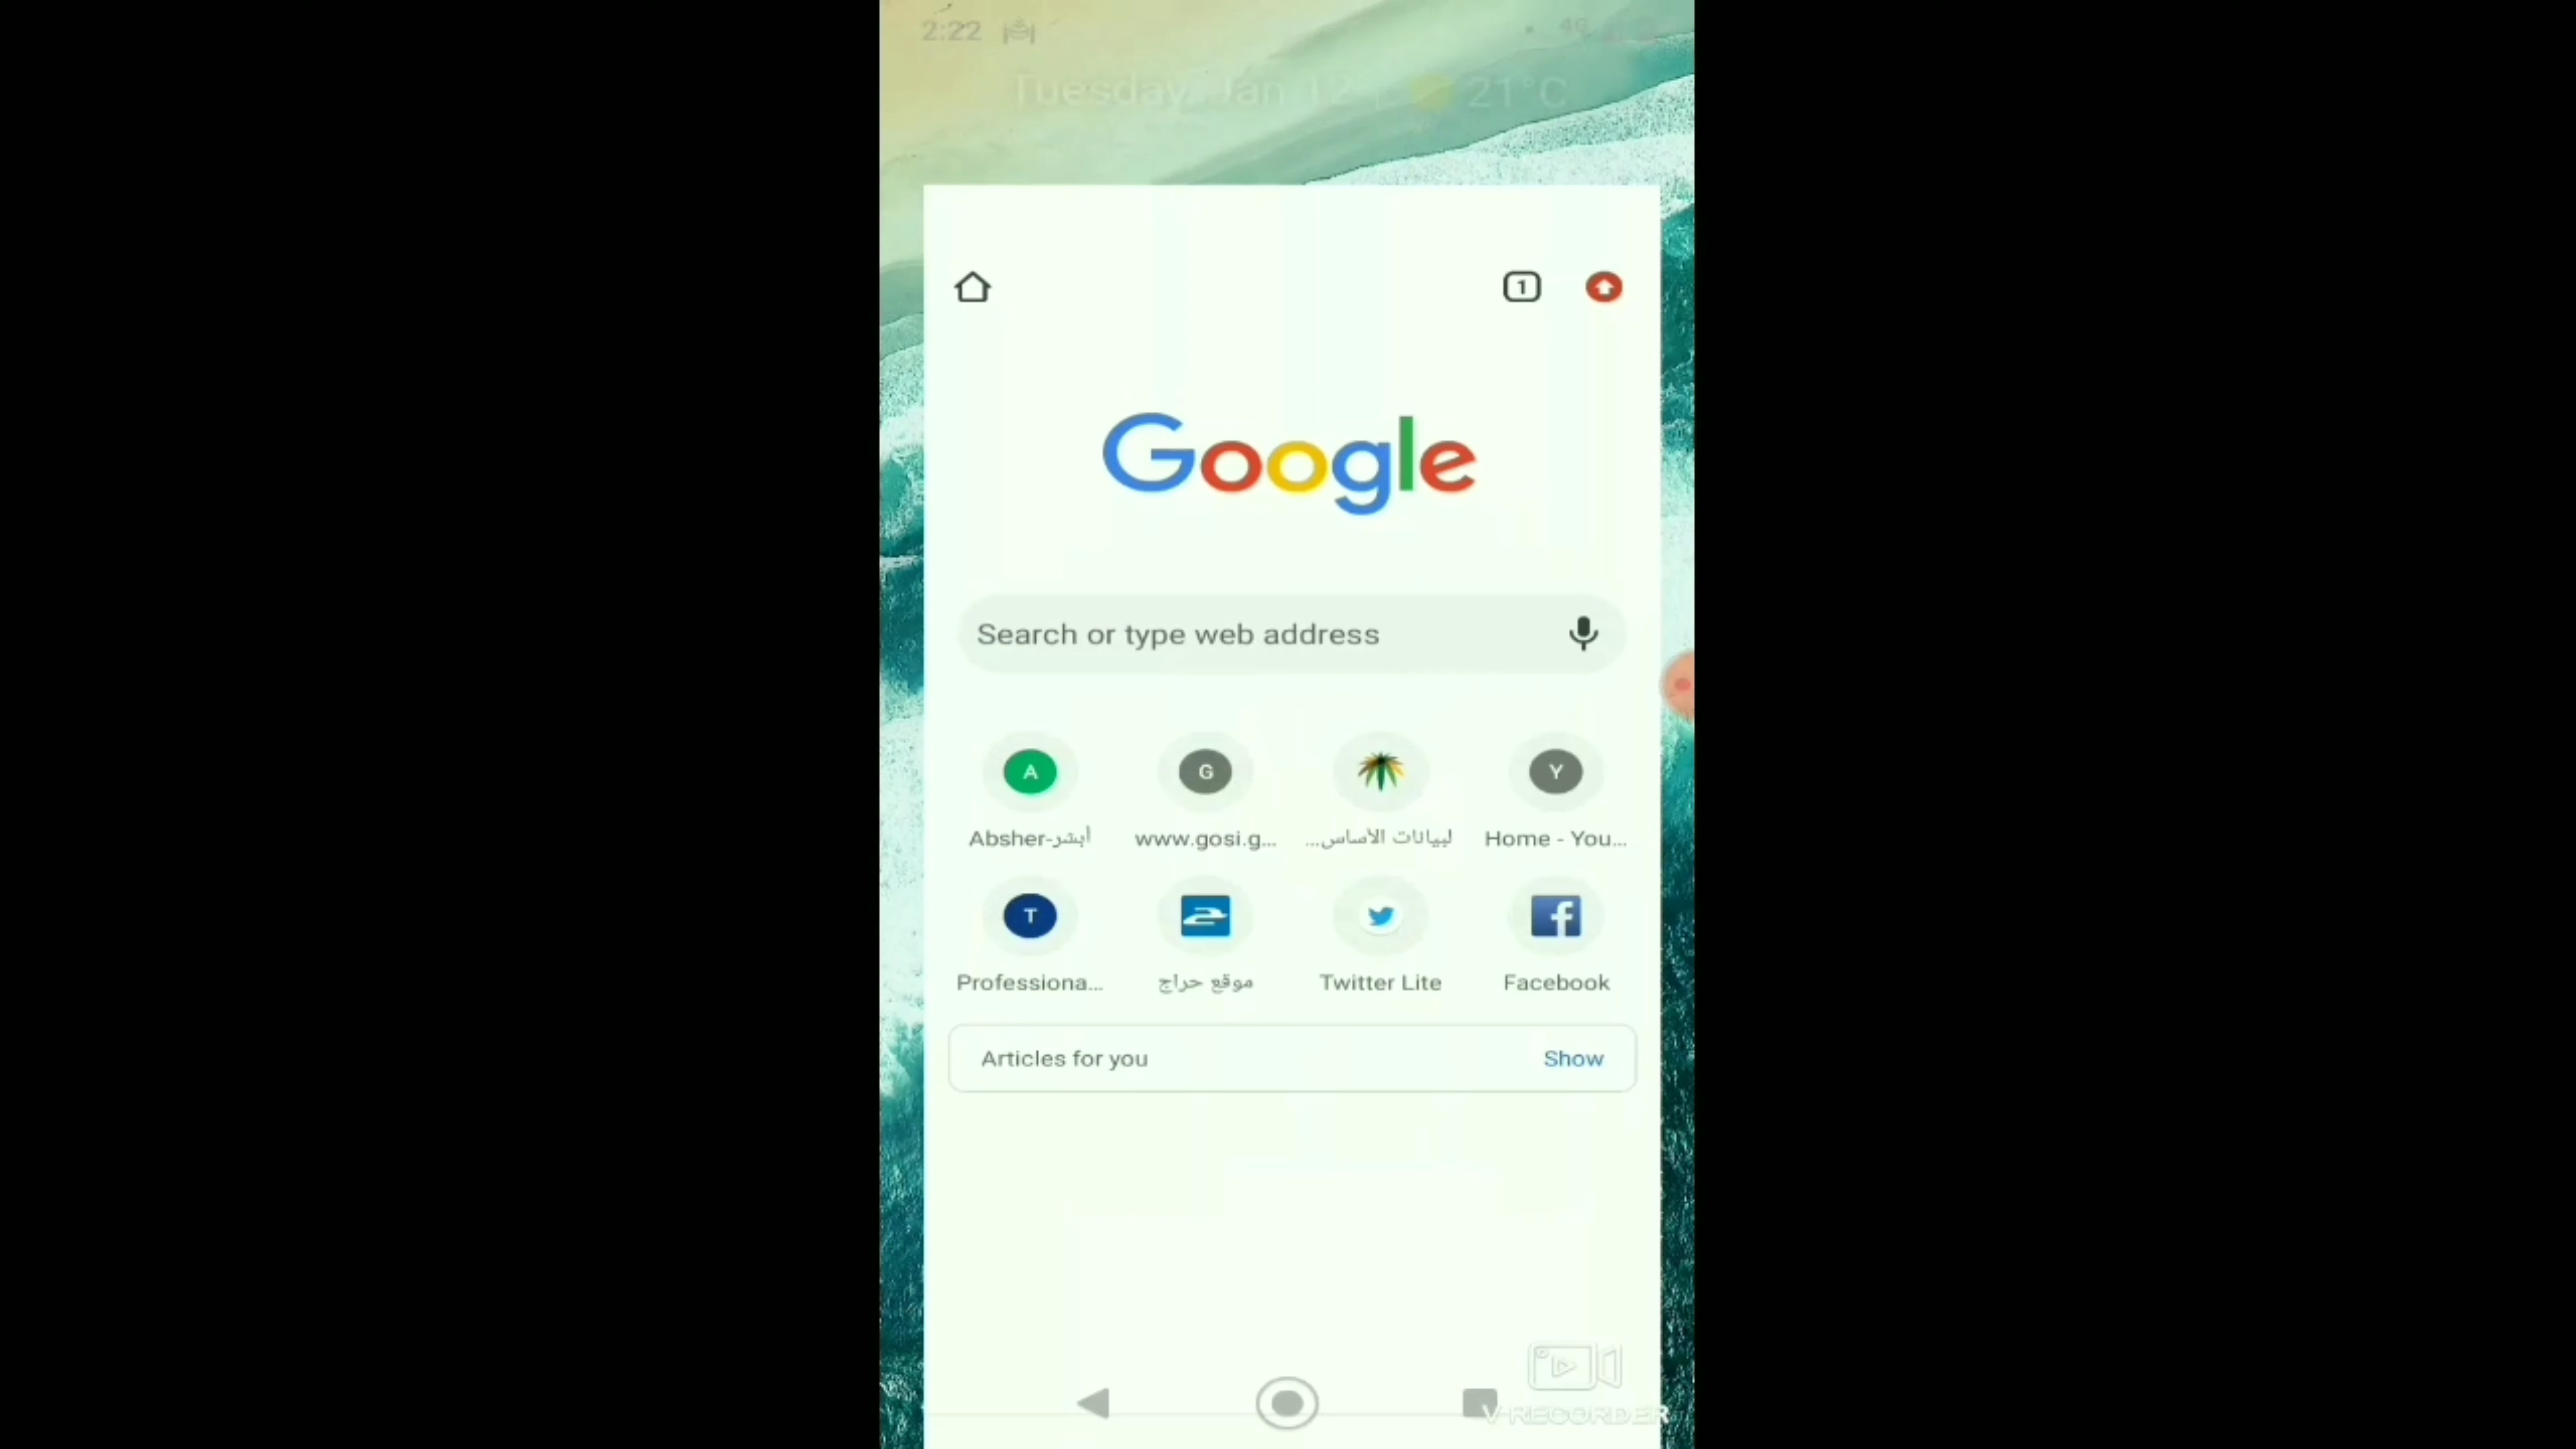 2:22 4G
Tuesday, Jan 12 | 21°C
1
Google
Search or type web address
A G Y
Absher-أبشر www.gosi.g... لبيانات الأساس... Home - You...
T
Professiona... موقع حراج Twitter Lite Facebook
Articles for you Show
V RECORDER